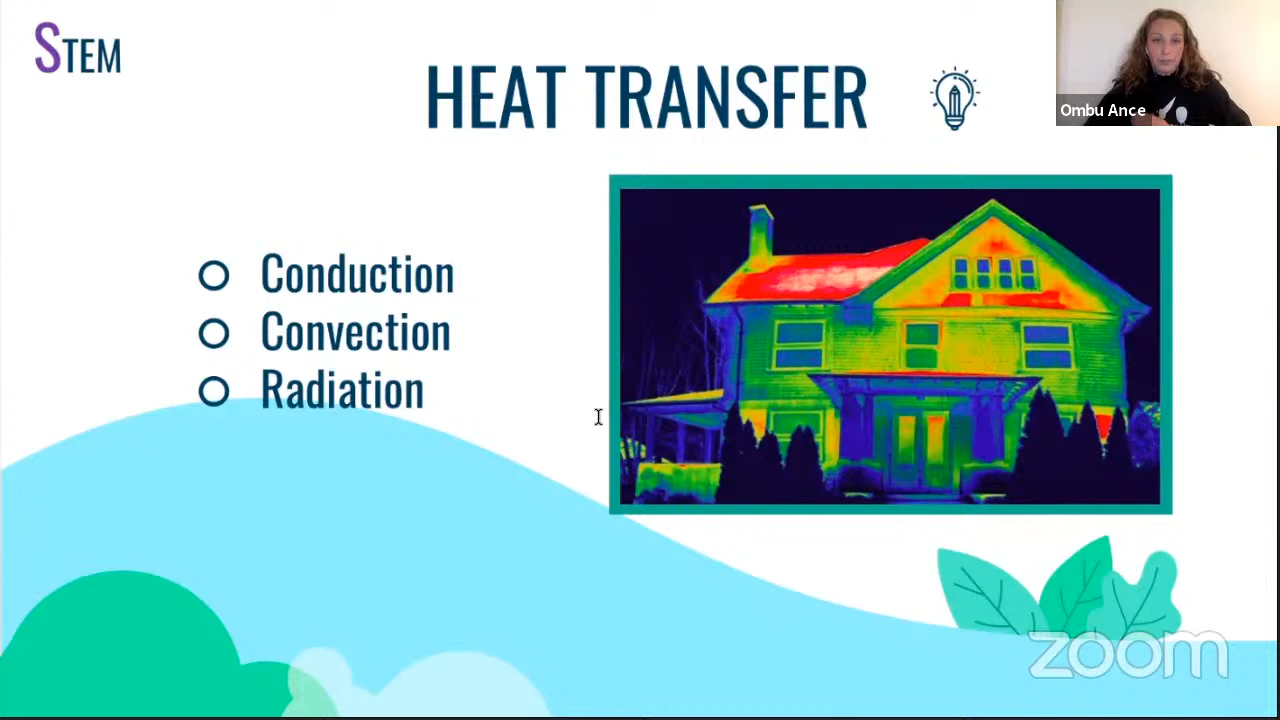 STEM
HEAT TRANSFER
Ombu Ance
Conduction
Convection
Radiation
zoom